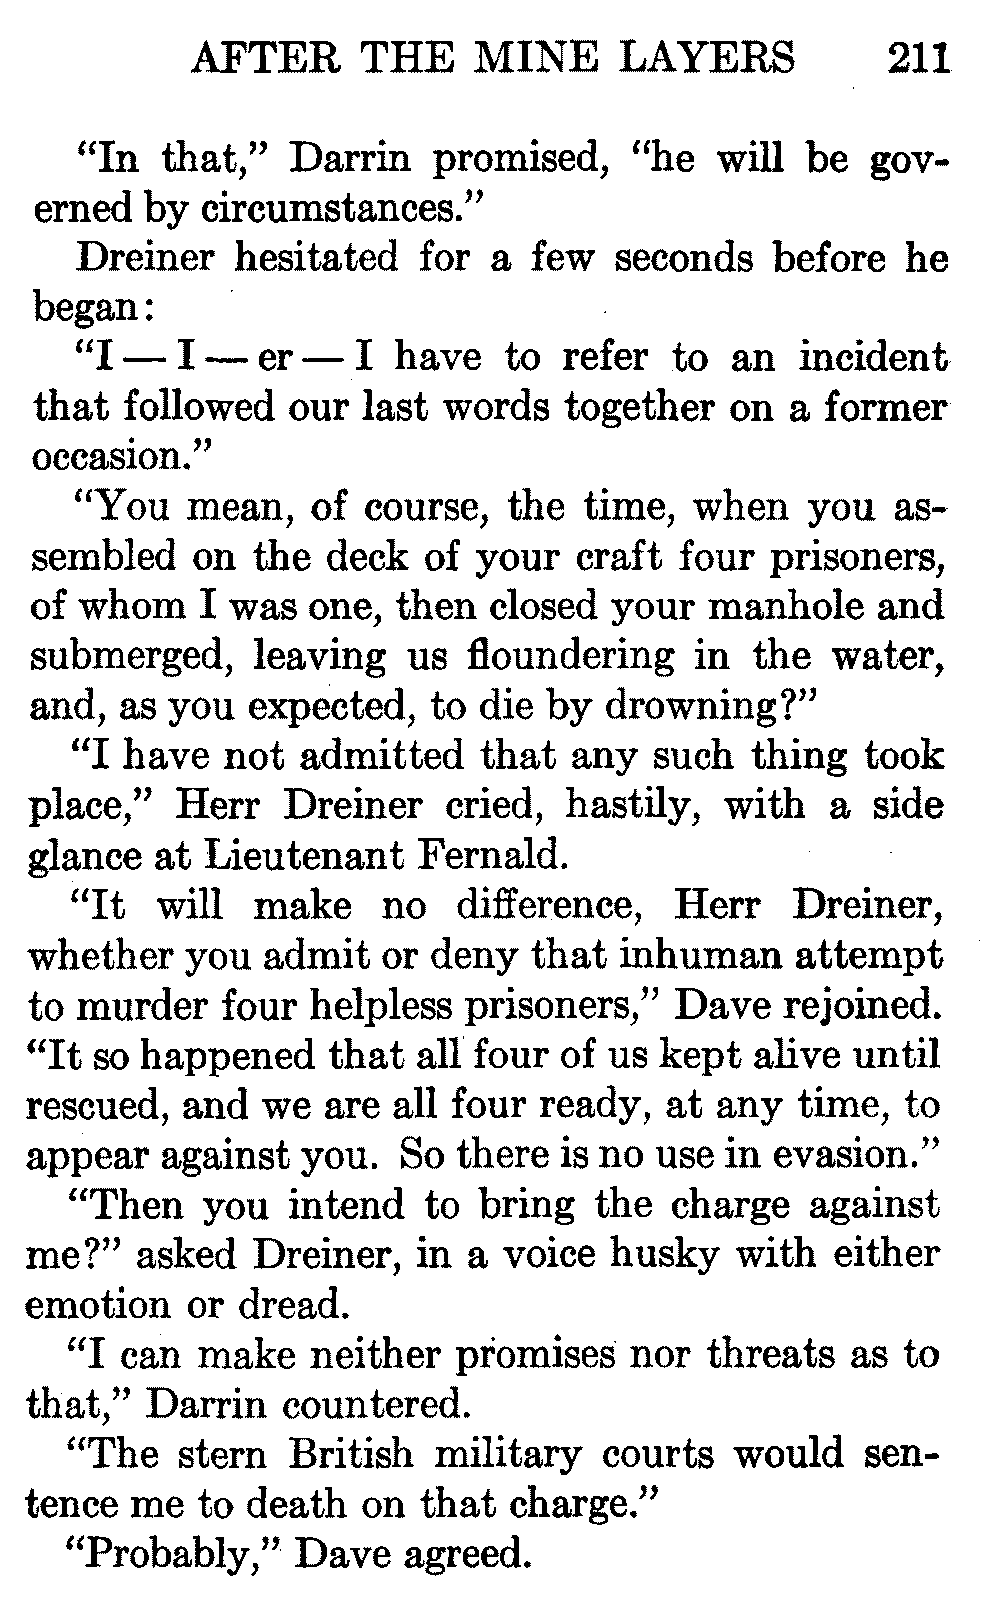 AFTER THE MINE LAYERS 211
“In that,” Darrin promised, “he will be gov-
erned by circumstances.”
Dreiner hesitated for a few seconds before he
began:
“I — I — er — I have to refer to an incident
that followed our last words together on a former
occasion.”
“You mean, of course, the time, when you as-
sembled on the deck of your craft four prisoners,
of whom I was one, then closed your manhole and
submerged, leaving us floundering in the water,
and, as you expected, to die by drowning?”
“I have not admitted that any such thing took
place,” Herr Dreiner cried, hastily, with a side
glance at Lieutenant Fernald.
“It will make no difference, Herr Dreiner,
whether you admit or deny that inhuman attempt
to murder four helpless prisoners,” Dave rejoined.
“It so happened that all four of us kept alive until
rescued, and we are all four ready, at any time, to
appear against you. So there is no use in evasion.”
“Then you intend to bring the charge against
me?” asked Dreiner, in a voice husky with either
emotion or dread.
“I can make neither promises nor threats as to
that,” Darrin countered.
“The stern British military courts would sen-
tence me to death on that charge.”
“Probably,” Dave agreed.